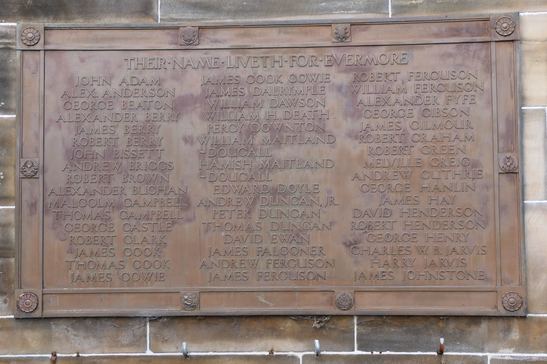 THEIR·NAME·LIVETH·FOR·EVERMORE
JOHN ADAM
ALEX. ANDERSON
GEORGE BEATON
ALEXANDER BERRY
JAMES BERRY
ROBERT BERRY
JOHN BISSETT
ANDREW BRIGGS
ROBERT BROWN
ALEXANDER BUCHAN
MALCOLM CAMPBELL
THOMAS CAMPBELL
GEORGE CASTLE
ROBERT CLARK
JAMES COOK
THOMAS COOK
JAMES COWIE
JAMES COOK COWIE
JAMES DALRYMPLE
WILLIAM DAWSON
WILLIAM H. DEATH
PERCY DOWNTON
WILLIAM MAITLAND
DOUGALL
HAMISH MAITLAND
DOUGALL
EDWARD DOYLE
ANDREW DUNCAN, JR.
PETER DUNCAN
THOMAS DUNCAN
DAVID EWAN
JAMES FALCONER
ANDREW FERGUSON
JAMES FERGUSON
ROBERT FERGUSON
WILLIAM FERGUSON
ALEXANDER FYFE
GEORGE GIBSON
JAMES GILMOUR
ROBERT GRAHAM
ROBERT GREEN
MELVILLE GREIG
ANDREW GUTHRIE
GEORGE HANLIN
JAMES HAY
DAVID HENDERSON
ROBERT HENDERSON
GEORGE HENRY
CHARLES W. B. JARVIS
HARRY JARVIS
JAMES JOHNSTONE